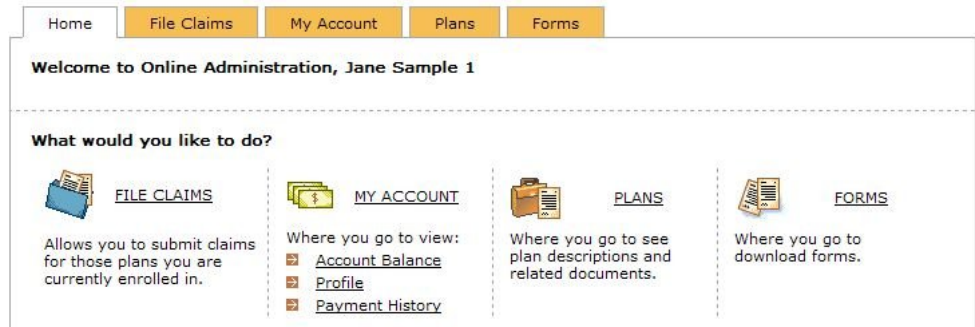 Home File Claims My Account Plans Forms
Welcome to Online Administration, Jane Sample 1
What would you like to do?
FILE CLAIMS
Allows you to submit claims
for those plans you are
currently enrolled in.
MY ACCOUNT
Where you go to view:
Account Balance
Profile
Payment History
PLANS
Where you go to see
plan descriptions and
related documents.
FORMS
Where you go to
download forms.